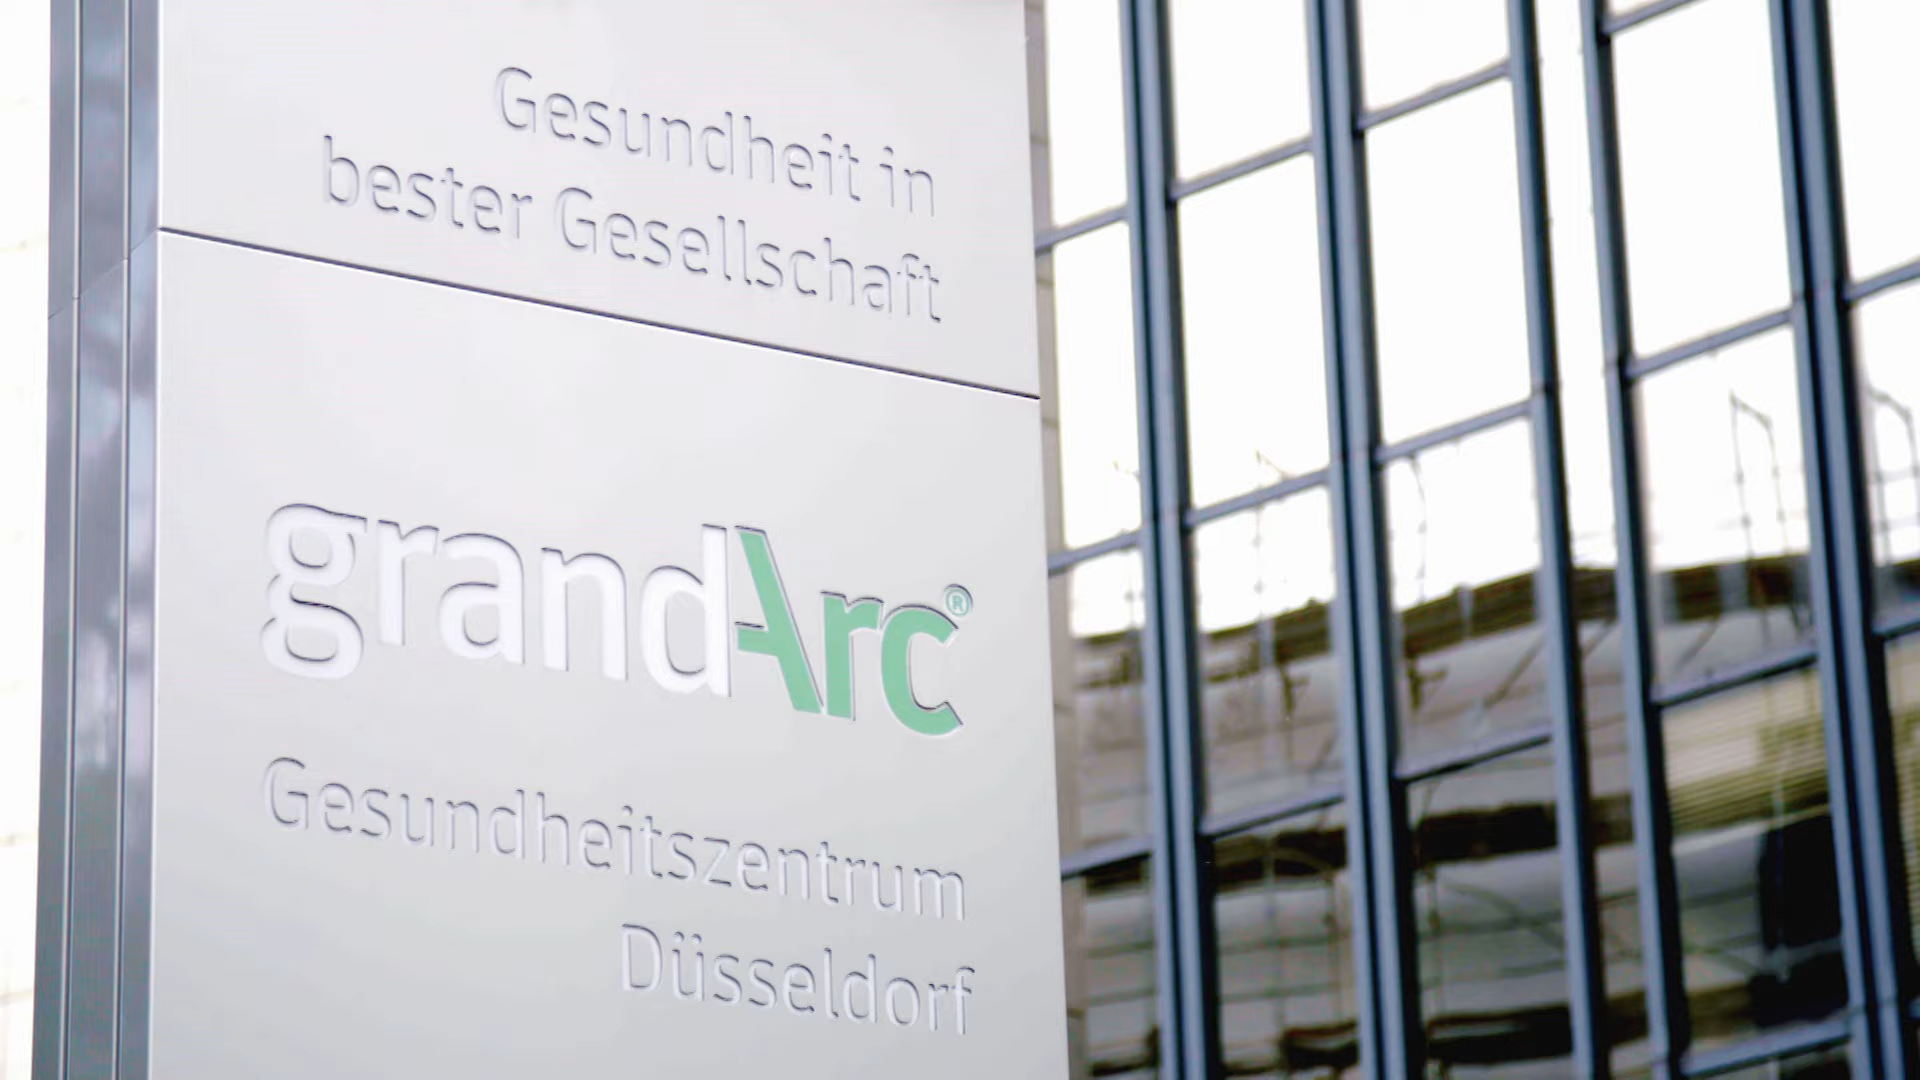 Gesundheit in
bester Gesellschaft
grandArc®
Gesundheitszentrum
Düsseldorf